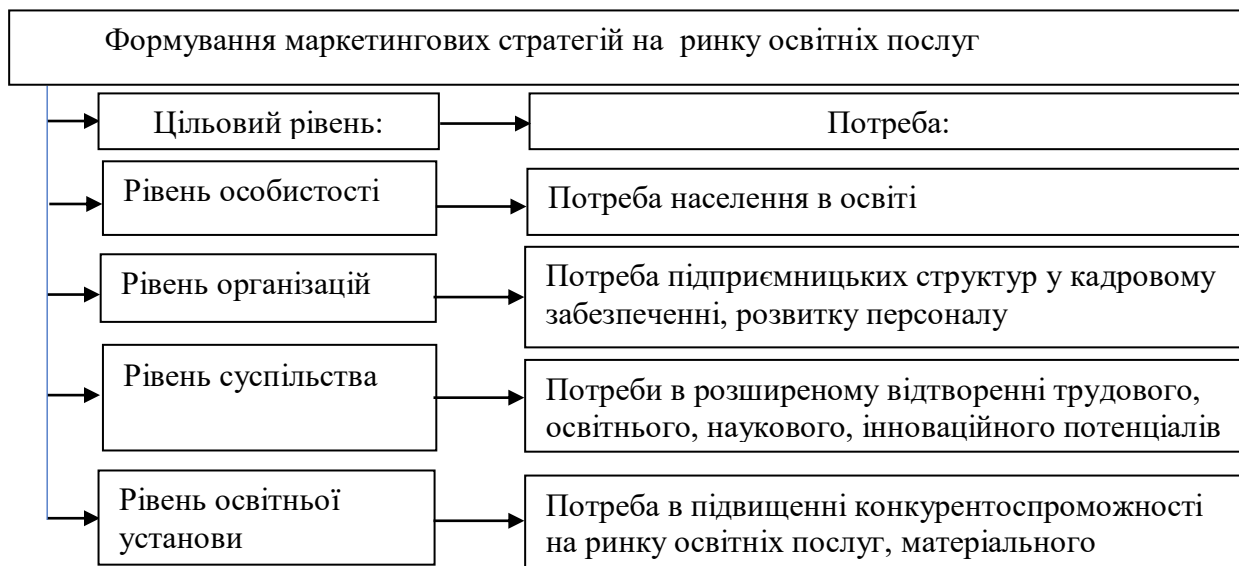 Формування маркетингових стратегій на ринку освітніх послуг
Цільовий рівень:
Потреба:
Рівень особистості
Потреба населення в освіті
Рівень організацій
Потреба підприємницьких структур у кадровому
забезпеченні, розвитку персоналу
Рівень суспільства
Потреби в розширеному відтворенні трудового,
освітнього, наукового, інноваційного потенціалів
Рівень освітньої
установи
Потреба в підвищенні конкурентоспроможності
на ринку освітніх послуг, матеріального